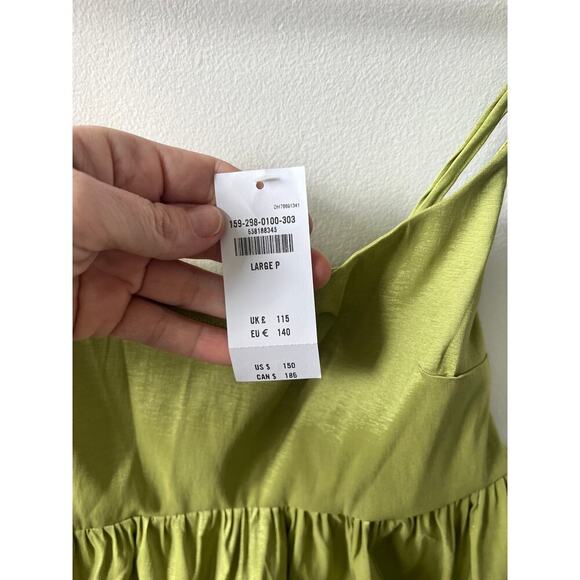 159-298-0100-303
LARGE P
UK £ 115
EU € 140
US $ 150
CAN $ 186